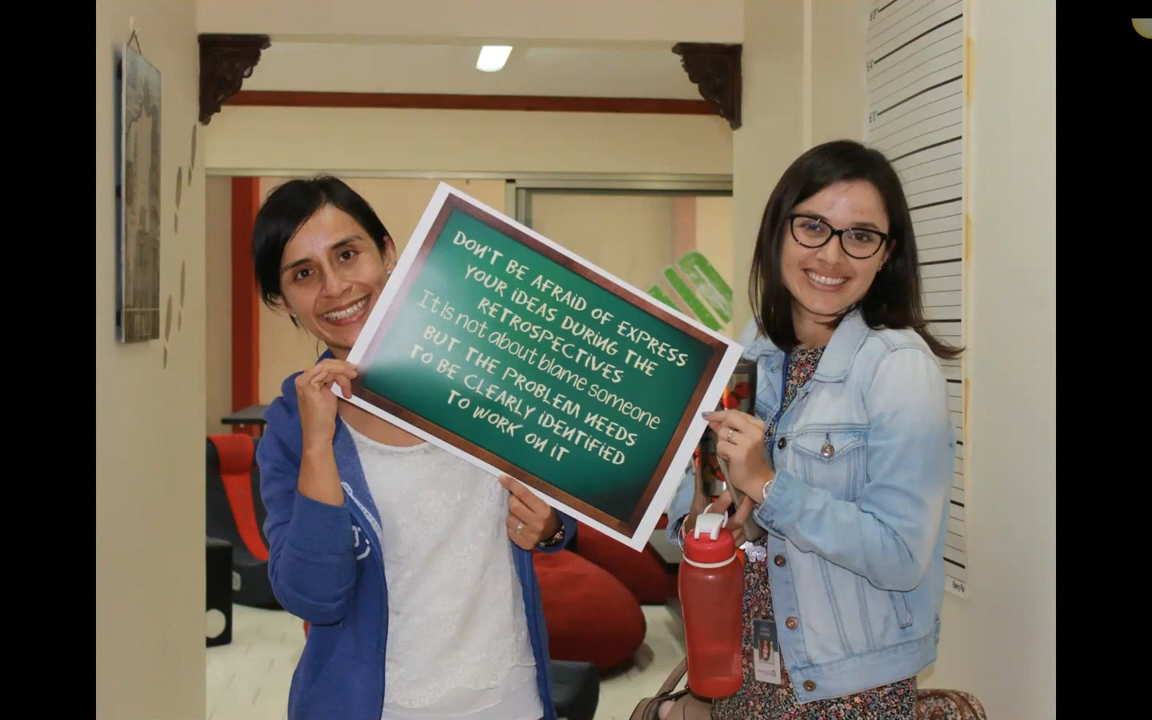 DON'T BE AFRAID OF EXPRESS
YOUR IDEAS DURING THE
RETROSPECTIVES
It is not about blame someone
BUT THE PROBLEM NEEDS
TO BE CLEARLY IDENTIFIED
TO WORK ON IT